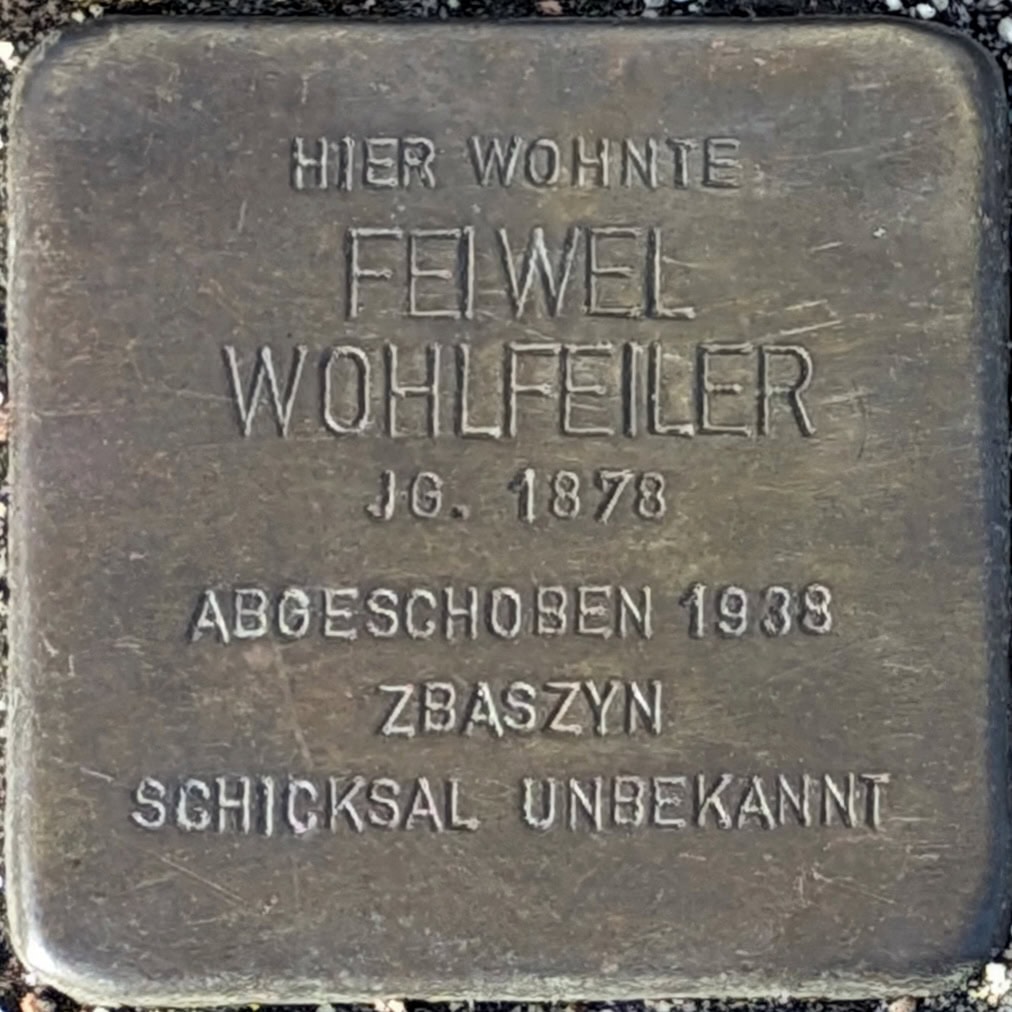 HIER WOHNTE
FEIWEL
WOHLFEILER
JG. 1878
ABGESCHOBEN 1938
ZBASZYN
SCHICKSAL UNBEKANNT